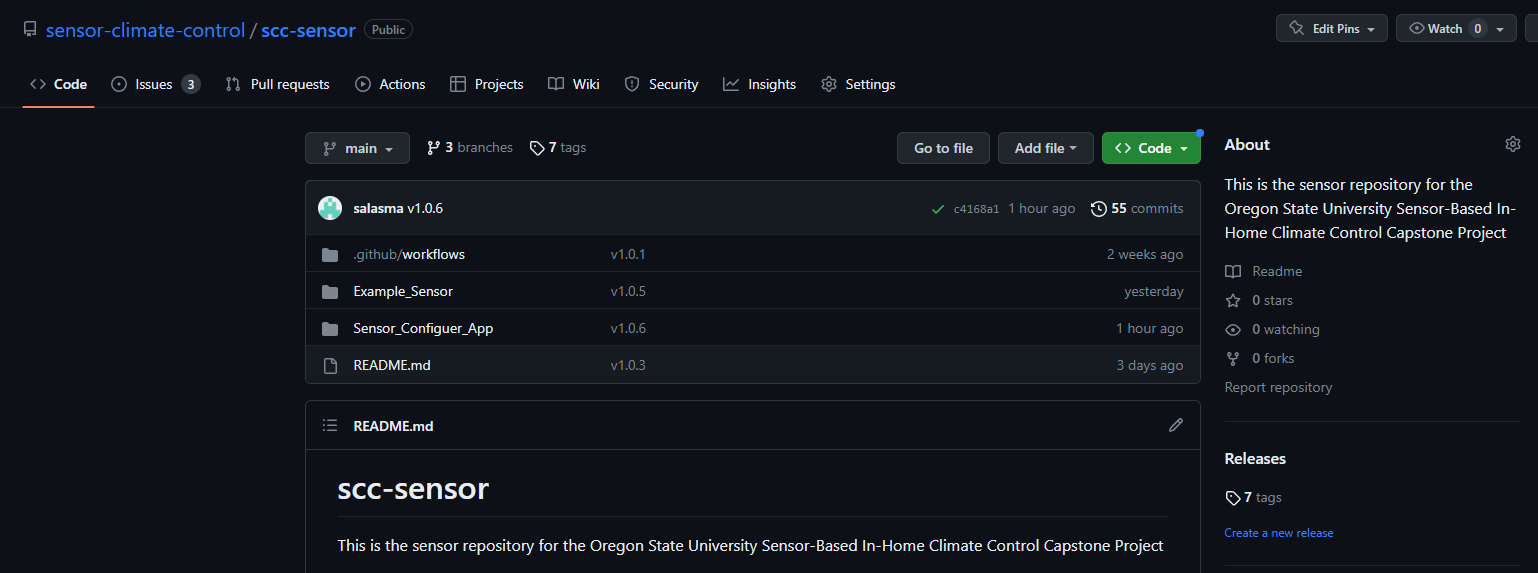 sensor-climate-control / scc-sensor Public
Edit Pins Watch 0
Code Issues 3 Pull requests Actions Projects Wiki Security Insights Settings
main 3 branches 7 tags Go to file Add file Code
salasma v1.0.6 c4168a1 1 hour ago 55 commits
.github/workflows v1.0.1 2 weeks ago
Example_Sensor v1.0.5 yesterday
Sensor_Configuer_App v1.0.6 1 hour ago
README.md v1.0.3 3 days ago
README.md
scc-sensor
This is the sensor repository for the Oregon State University Sensor-Based In-Home Climate Control Capstone Project
About
This is the sensor repository for the
Oregon State University Sensor-Based In-
Home Climate Control Capstone Project
Readme
0 stars
0 watching
0 forks
Report repository
Releases
7 tags
Create a new release